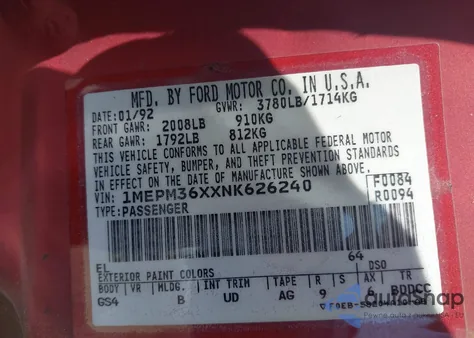 MFD. BY FORD MOTOR CO. IN U.S.A.
DATE: 01/92 GVWR: 3780LB/1714KG
FRONT GAWR: 2008LB 910KG
REAR GAWR: 1792LB 812KG
THIS VEHICLE CONFORMS TO ALL APPLICABLE FEDERAL MOTOR
VEHICLE SAFETY, BUMPER, AND THEFT PREVENTION STANDARDS
IN EFFECT ON THE DATE OF MANUFACTURE SHOWN ABOVE.
VIN: 1MEPM36XXNK626240 F0084
TYPE: PASSENGER R0094
64
EL DSO
EXTERIOR PAINT COLORS
BODY VR MLDG. INT TRIM TAPE R S AX TR
GS4 B UD AG 9 6
autoshap